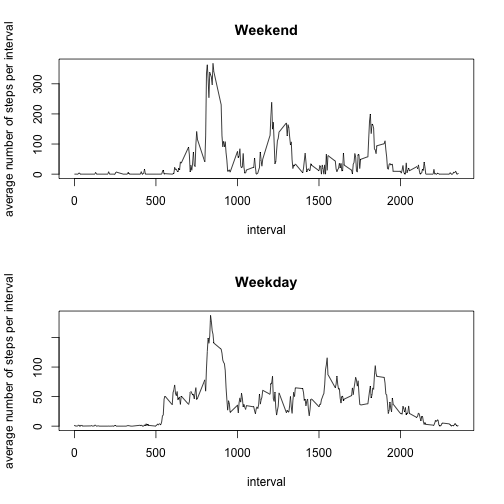 Weekend
average number of steps per interval
300
200
100
0
0 500 1000 1500 2000
interval
Weekday
average number of steps per interval
100
50
0
0 500 1000 1500 2000
interval